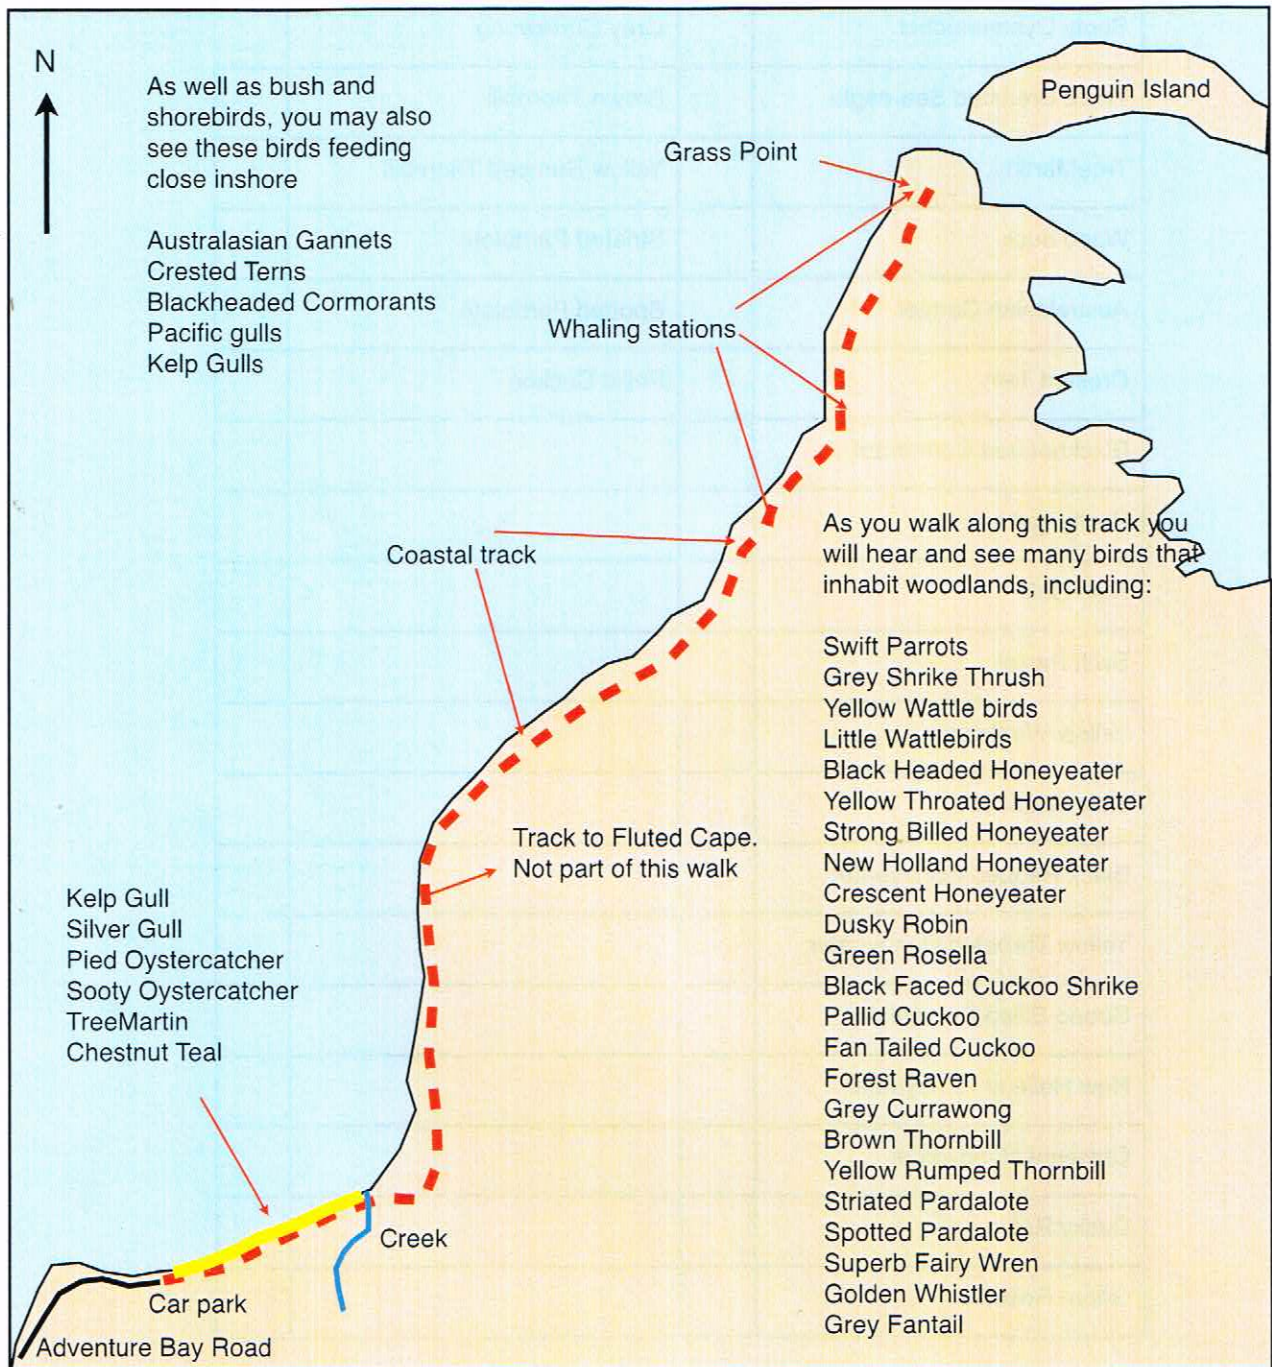 N
As well as bush and
shorebirds, you may also
see these birds feeding
close inshore
Australasian Gannets
Crested Terns
Blackheaded Cormorants
Pacific gulls
Kelp Gulls
Penguin Island
Grass Point
Whaling stations
Coastal track
As you walk along this track you
will hear and see many birds that
inhabit woodlands, including:
Swift Parrots
Grey Shrike Thrush
Yellow Wattle birds
Little Wattlebirds
Black Headed Honeyeater
Yellow Throated Honeyeater
Strong Billed Honeyeater
New Holland Honeyeater
Crescent Honeyeater
Dusky Robin
Green Rosella
Black Faced Cuckoo Shrike
Pallid Cuckoo
Fan Tailed Cuckoo
Forest Raven
Grey Currawong
Brown Thornbill
Yellow Rumped Thornbill
Striated Pardalote
Spotted Pardalote
Superb Fairy Wren
Golden Whistler
Grey Fantail
Track to Fluted Cape.
Not part of this walk
Kelp Gull
Silver Gull
Pied Oystercatcher
Sooty Oystercatcher
TreeMartin
Chestnut Teal
Creek
Car park
Adventure Bay Road